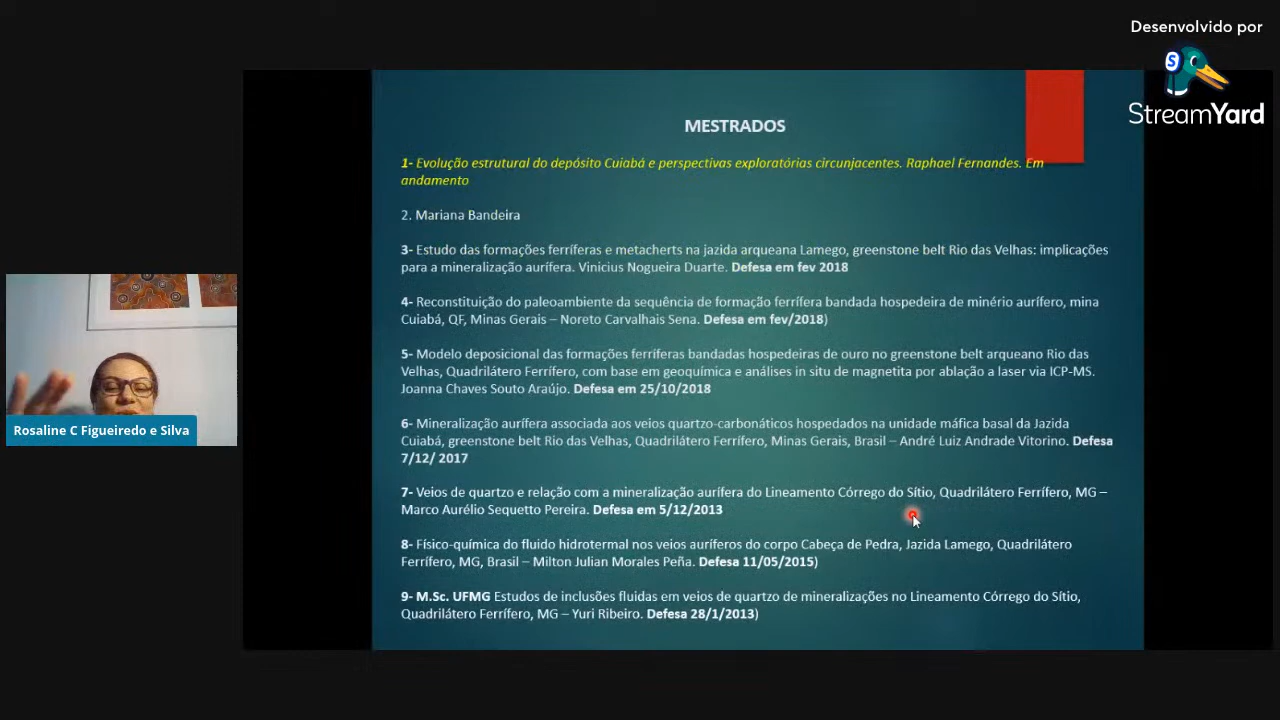 Desenvolvido por
StreamYard
MESTRADOS
1- Evolução estrutural do depósito Cuiabá e perspectivas exploratórias circunjacentes. Raphael Fernandes. Em
andamento
2. Mariana Bandeira
3- Estudo das formações ferríferas e metacherts na jazida arqueana Lamego, greenstone belt Rio das Velhas: implicações
para a mineralização aurífera. Vinicius Nogueira Duarte. Defesa em fev 2018
4- Reconstituição do paleoambiente da sequência de formação ferrífera bandada hospedeira de minério aurífero, mina
Cuiabá, QF, Minas Gerais – Noreto Carvalhais Sena. Defesa em fev/2018)
5- Modelo deposicional das formações ferríferas bandadas hospedeiras de ouro no greenstone belt arqueano Rio das
Velhas, Quadrilátero Ferrífero, com base em geoquímica e análises in situ de magnetita por ablação a laser via ICP-MS.
Joanna Chaves Souto Araújo. Defesa em 25/10/2018
6- Mineralização aurífera associada aos veios quartzo-carbonáticos hospedados na unidade máfica basal da Jazida
Cuiabá, greenstone belt Rio das Velhas, Quadrilátero Ferrífero, Minas Gerais, Brasil – André Luiz Andrade Vitorino. Defesa
7/12/ 2017
7- Veios de quartzo e relação com a mineralização aurífera do Lineamento Córrego do Sítio, Quadrilátero Ferrífero, MG –
Marco Aurélio Sequetto Pereira. Defesa em 5/12/2013
8- Físico-química do fluido hidrotermal nos veios auríferos do corpo Cabeça de Pedra, Jazida Lamego, Quadrilátero
Ferrífero, MG, Brasil – Milton Julian Morales Peña. Defesa 11/05/2015)
9- M.Sc. UFMG Estudos de inclusões fluidas em veios de quartzo de mineralizações no Lineamento Córrego do Sítio,
Quadrilátero Ferrífero, MG – Yuri Ribeiro. Defesa 28/1/2013)
Rosaline C Figueiredo e Silva